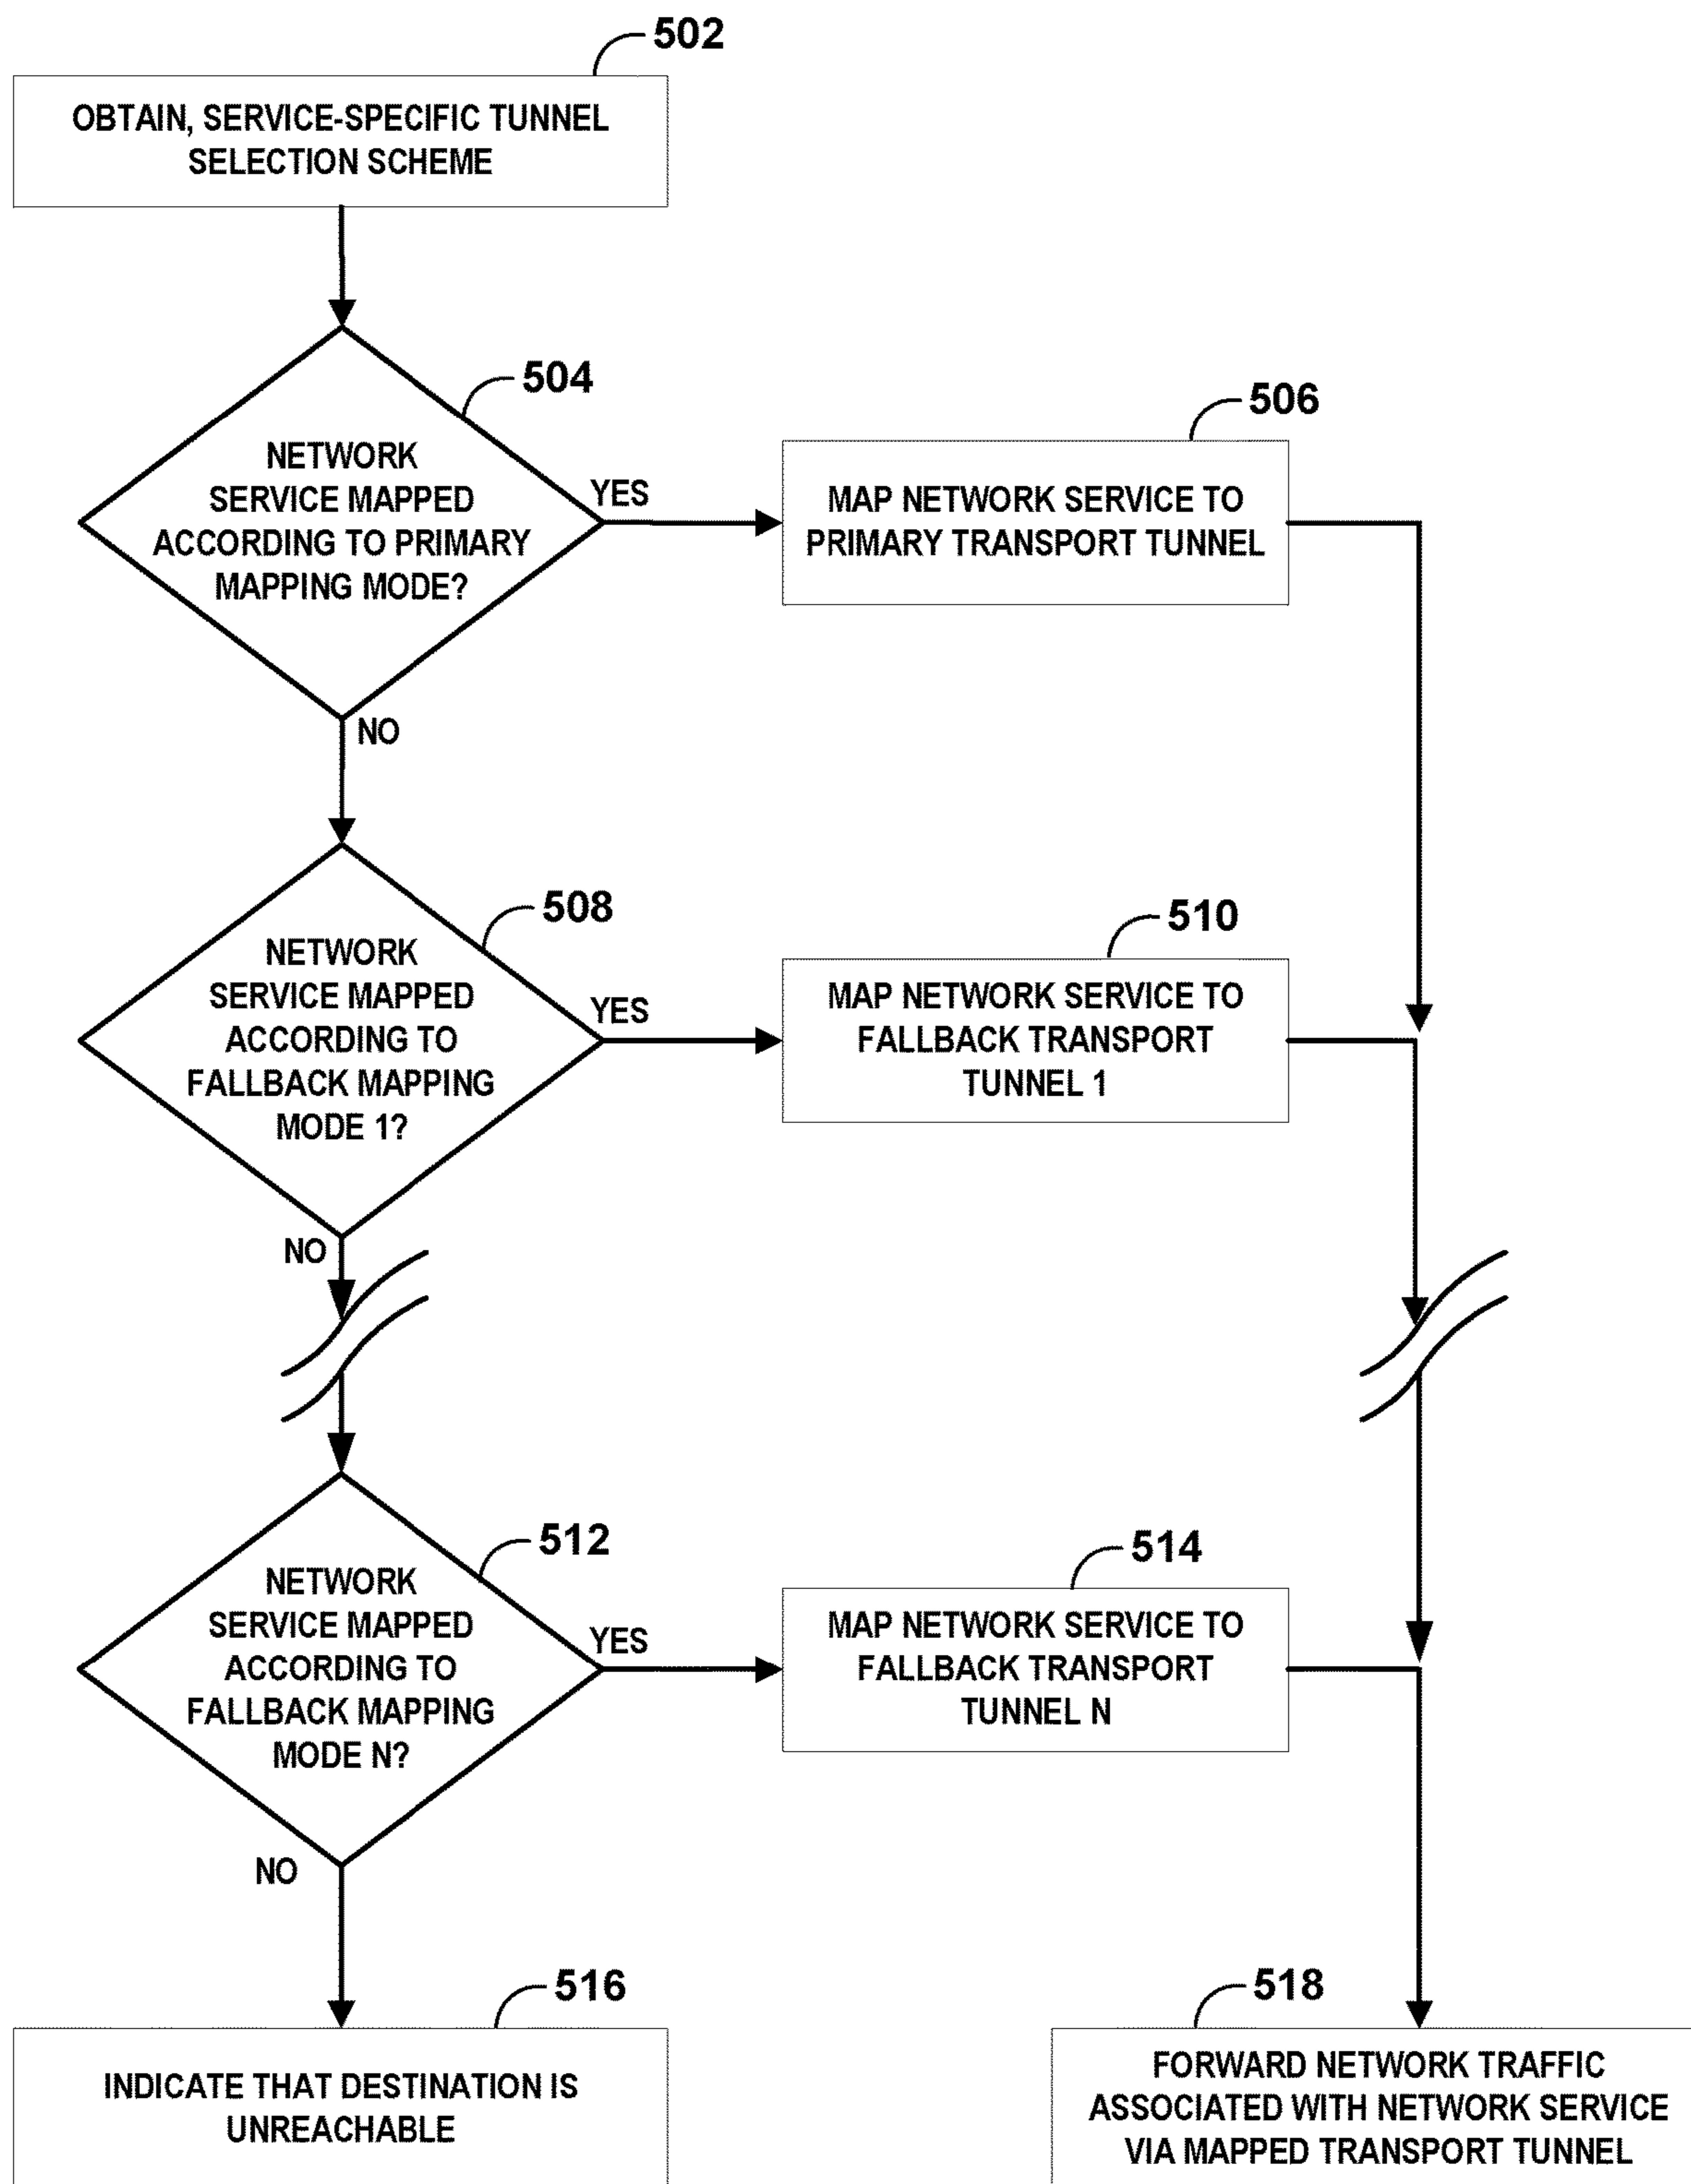 502
OBTAIN, SERVICE-SPECIFIC TUNNEL
SELECTION SCHEME
504
NETWORK
SERVICE MAPPED
ACCORDING TO PRIMARY
MAPPING MODE?
YES
506
MAP NETWORK SERVICE TO
PRIMARY TRANSPORT TUNNEL
NO
508
NETWORK
SERVICE MAPPED
ACCORDING TO
FALLBACK MAPPING
MODE 1?
YES
510
MAP NETWORK SERVICE TO
FALLBACK TRANSPORT
TUNNEL 1
NO
512
NETWORK
SERVICE MAPPED
ACCORDING TO
FALLBACK MAPPING
MODE N?
YES
514
MAP NETWORK SERVICE TO
FALLBACK TRANSPORT
TUNNEL N
NO
516
INDICATE THAT DESTINATION IS
UNREACHABLE
518
FORWARD NETWORK TRAFFIC
ASSOCIATED WITH NETWORK SERVICE
VIA MAPPED TRANSPORT TUNNEL